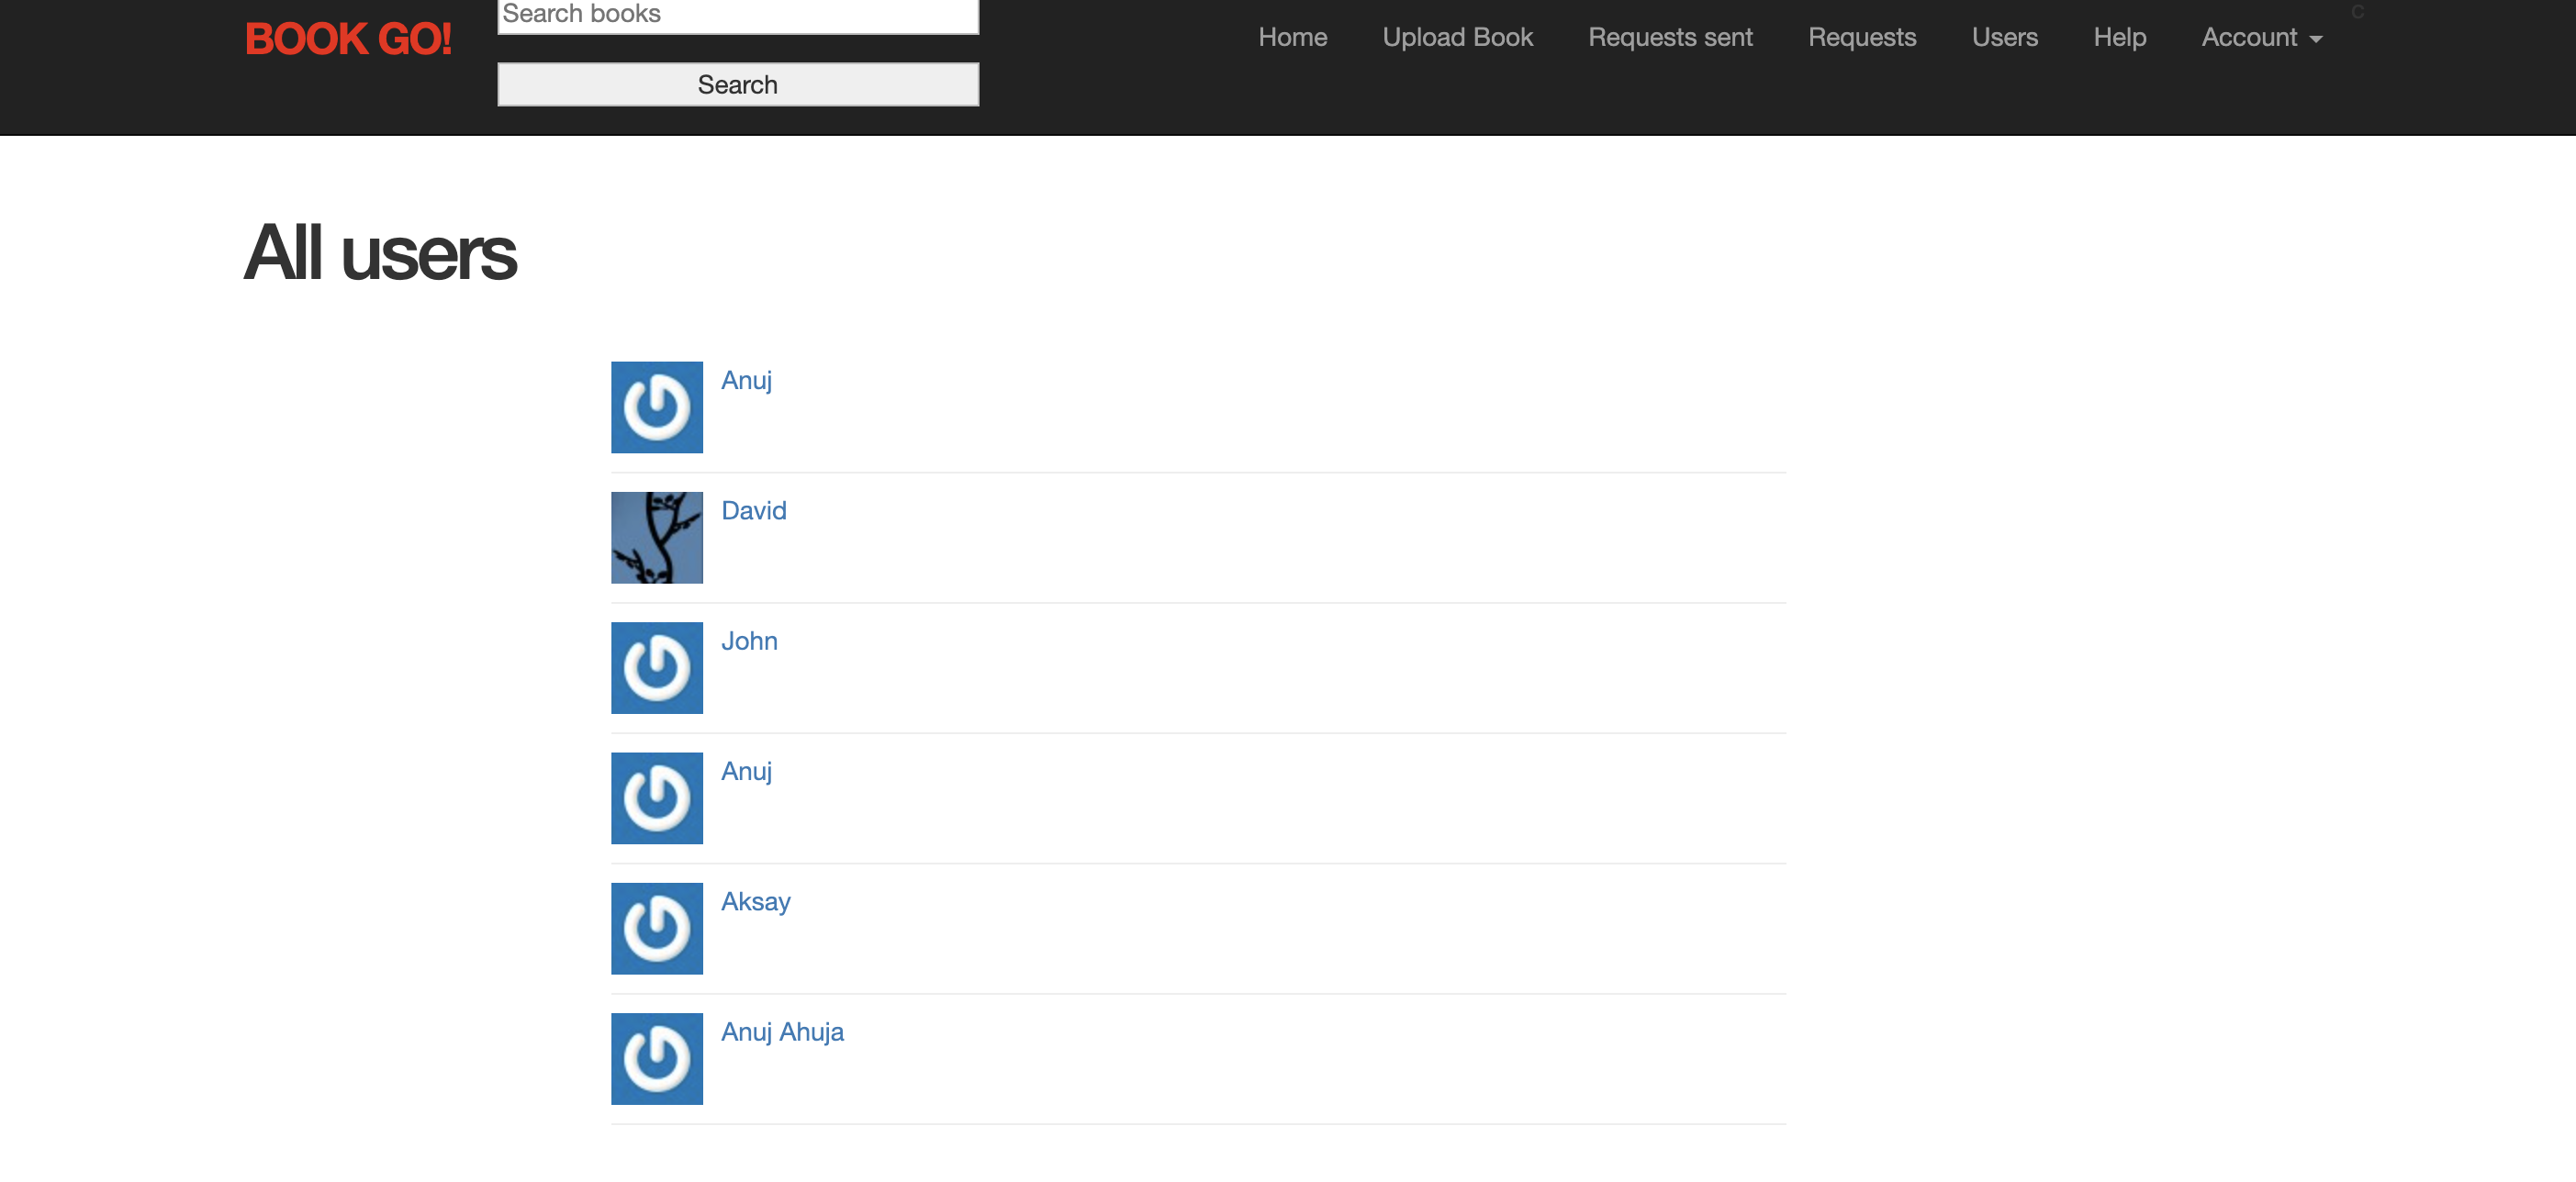 Search books
BOOK GO!
Search
Home Upload Book Requests sent Requests Users Help Account
c
All users
Anuj
David
John
Anuj
Aksay
Anuj Ahuja